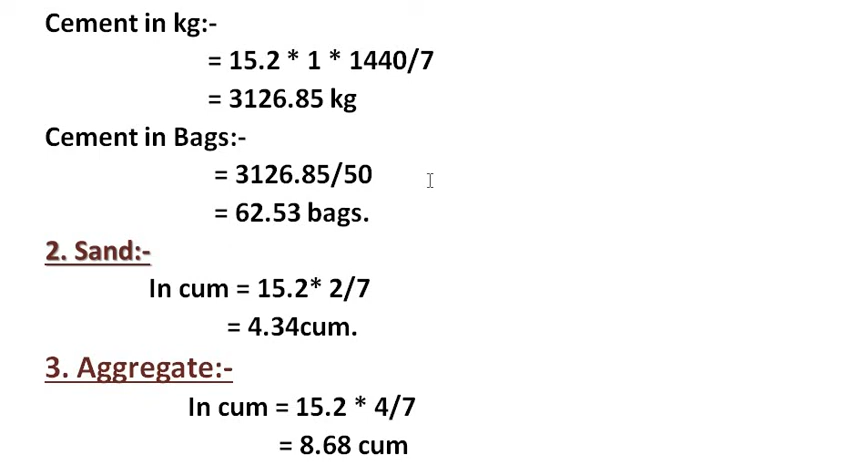 Cement in kg:-
= 15.2 * 1 * 1440/7
= 3126.85 kg
Cement in Bags:-
= 3126.85/50
= 62.53 bags.
2. Sand:-
In cum = 15.2* 2/7
= 4.34cum.
3. Aggregate:-
In cum = 15.2 * 4/7
= 8.68 cum